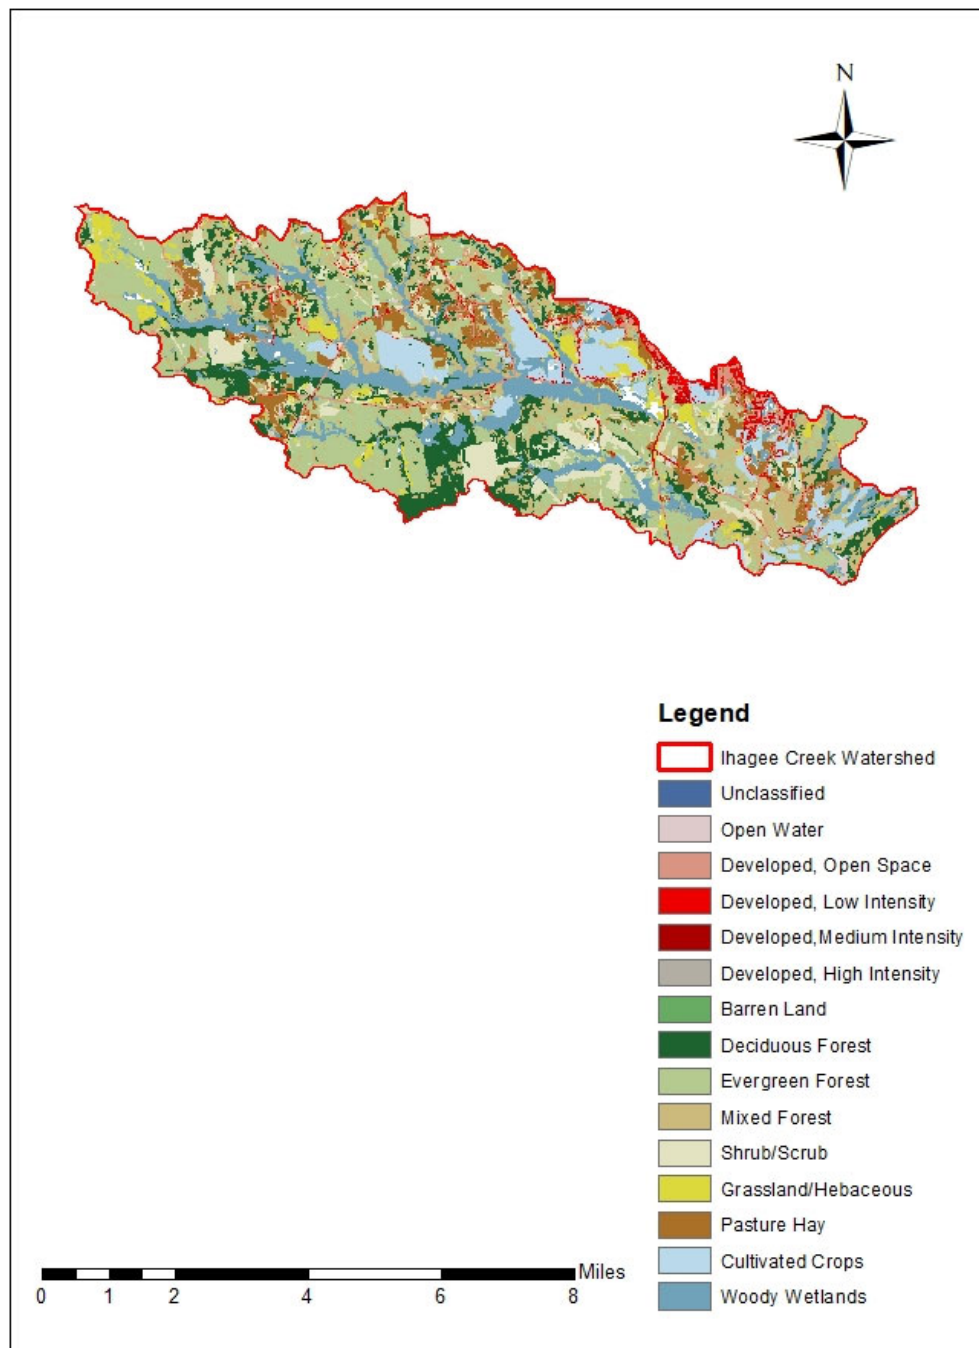 N
Legend
Ihagee Creek Watershed
Unclassified
Open Water
Developed, Open Space
Developed, Low Intensity
Developed,Medium Intensity
Developed, High Intensity
Barren Land
Deciduous Forest
Evergreen Forest
Mixed Forest
Shrub/Scrub
Grassland/Hebaceous
Pasture Hay
Cultivated Crops
Woody Wetlands
Miles
0 1 2 4 6 8